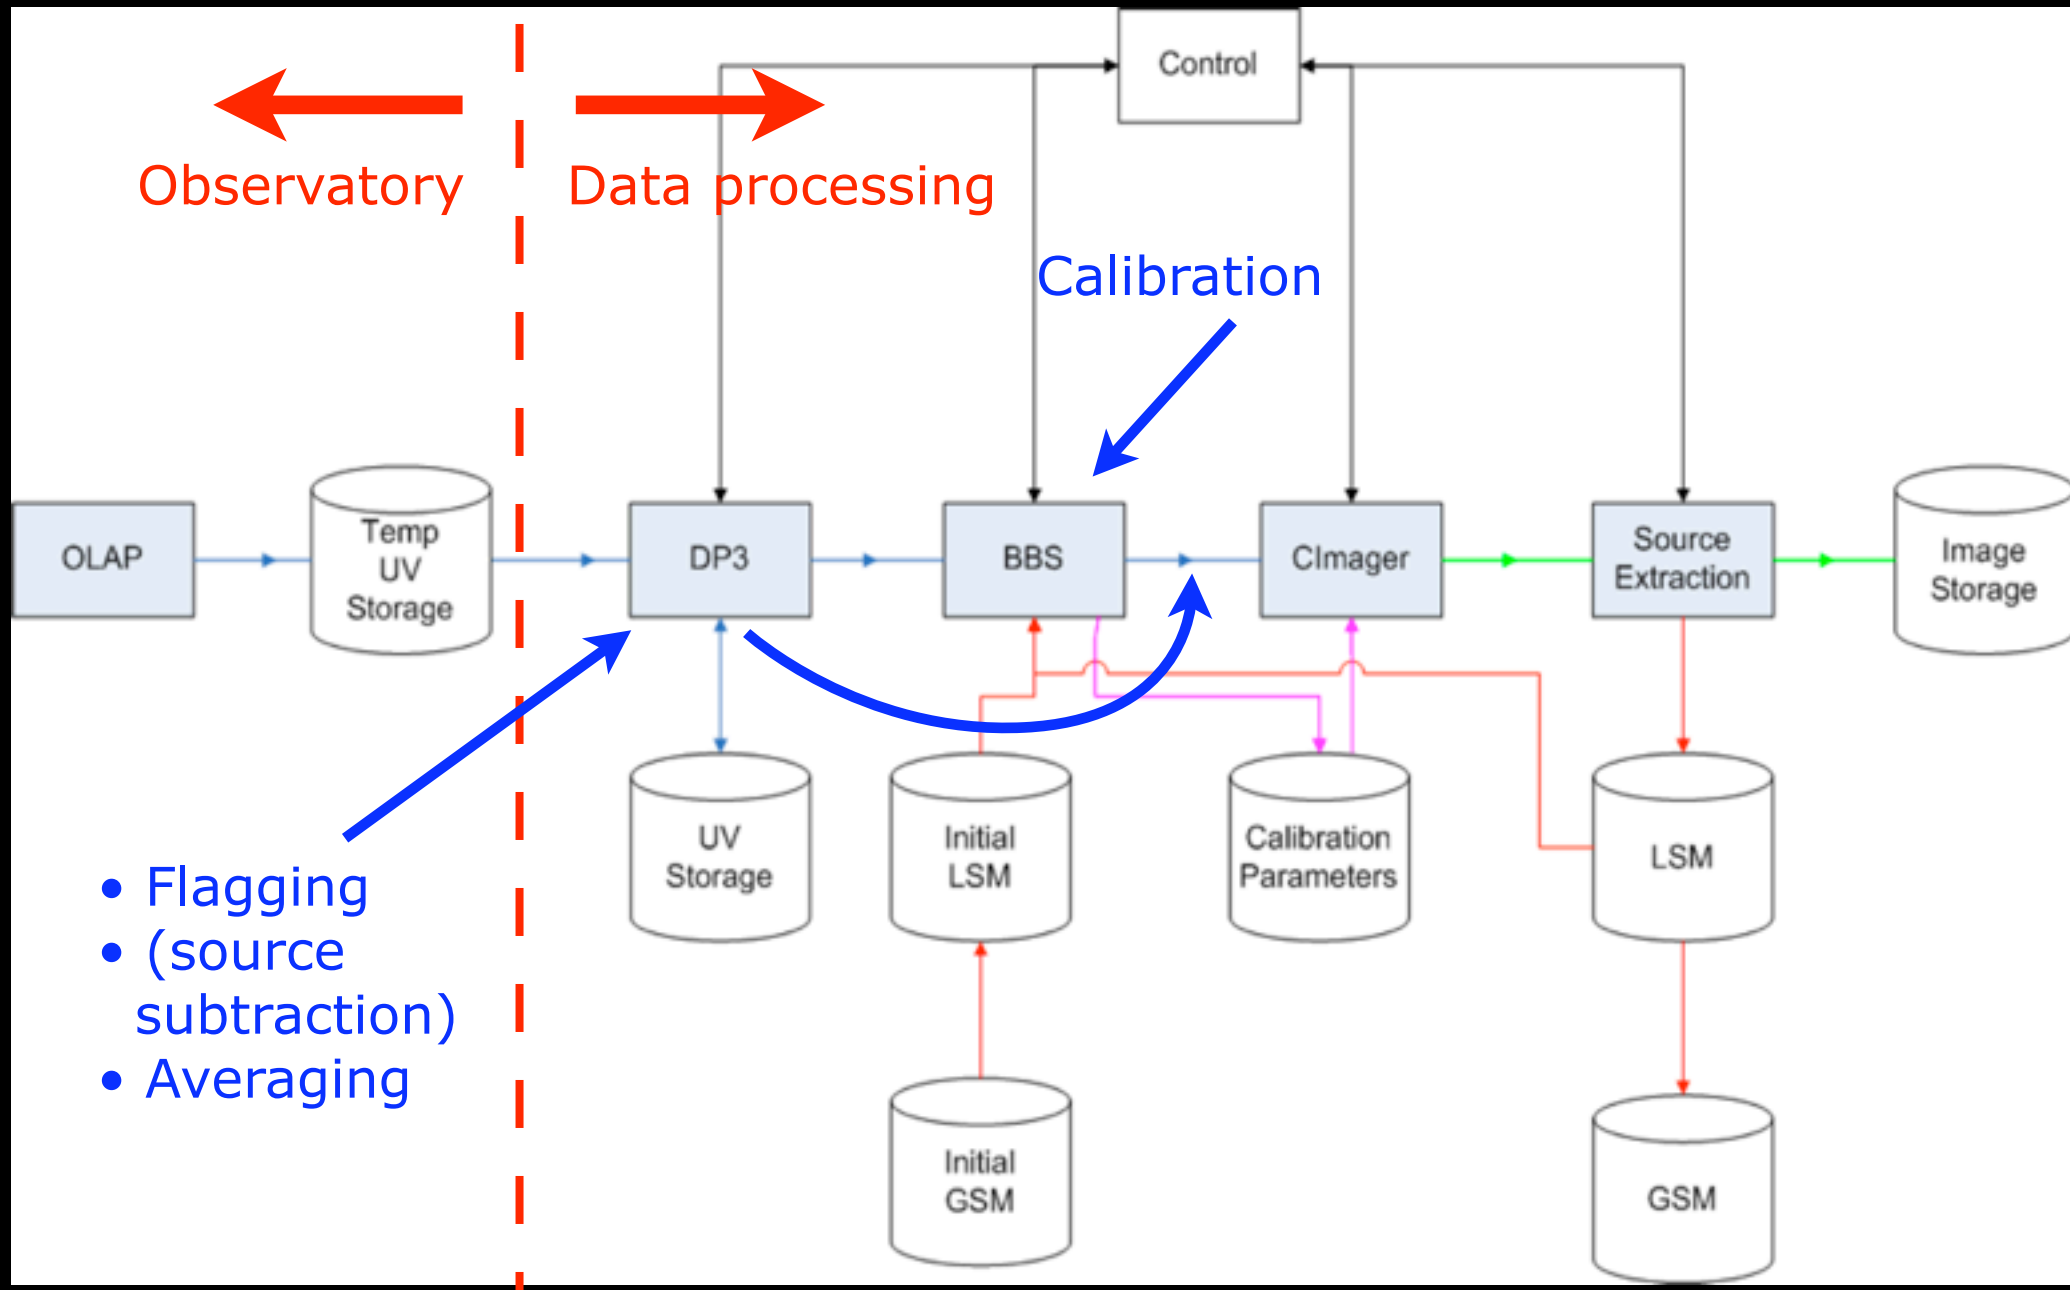 Control
Observatory
Data processing
Calibration
OLAP
Temp
UV
Storage
DP3
BBS
CImager
Source
Extraction
Image
Storage
UV
Storage
Initial
LSM
Calibration
Parameters
LSM
• Flagging
• (source
subtraction)
• Averaging
Initial
GSM
GSM